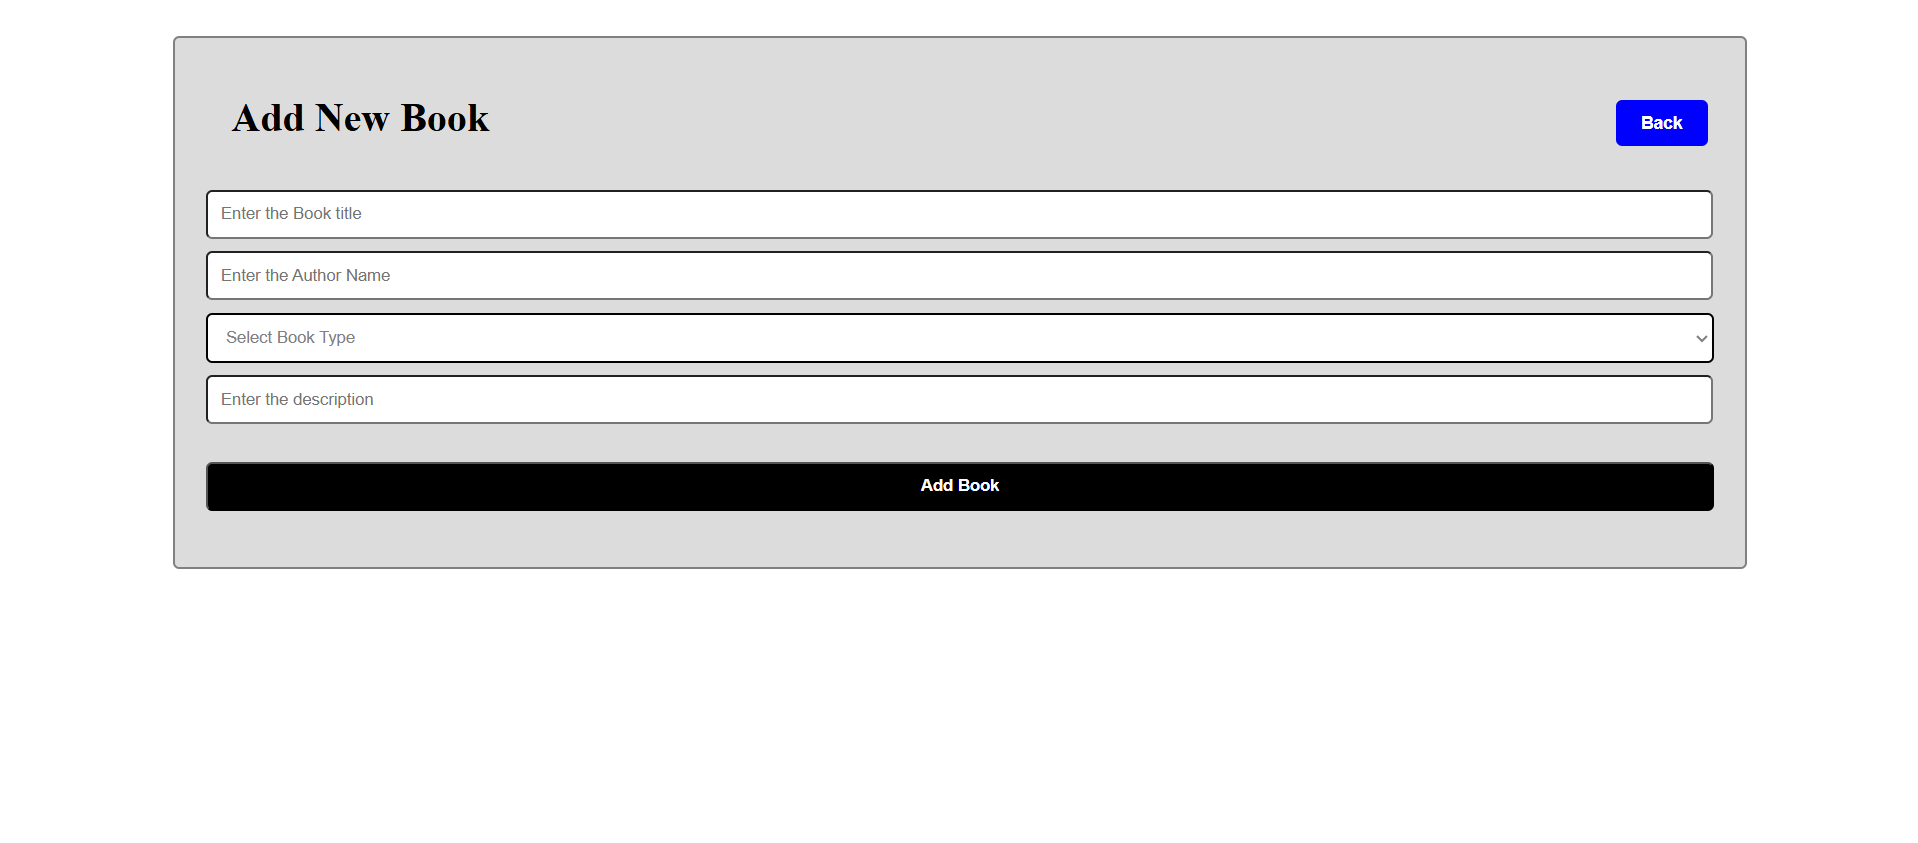 Add New Book
Back
Enter the Book title
Enter the Author Name
Select Book Type
Enter the description
Add Book